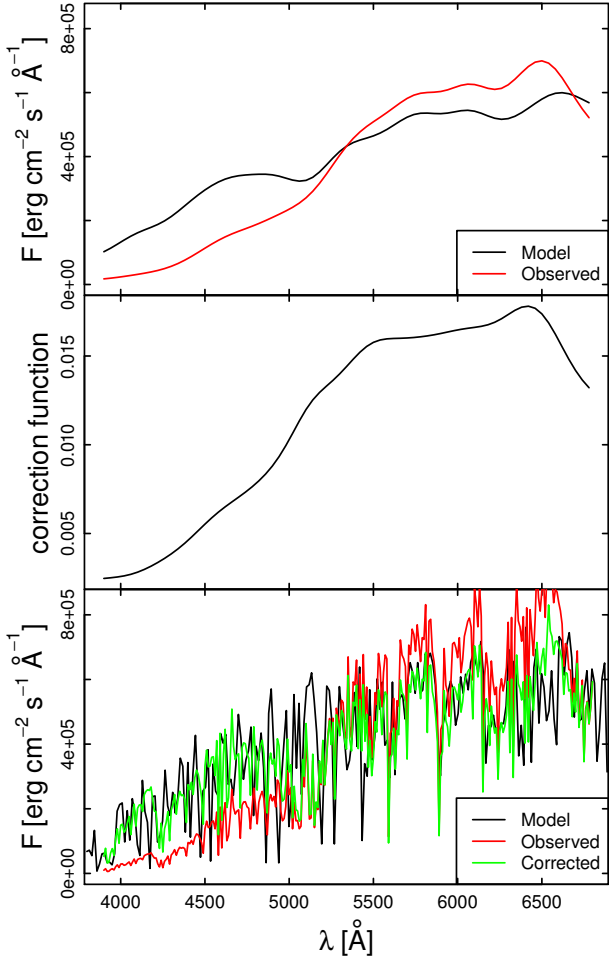 8e+05
4e+05
0e+00
F [erg cm⁻² s⁻¹ Å⁻¹]
Model
Observed
0.015
0.010
0.005
correction function
8e+05
4e+05
0e+00
F [erg cm⁻² s⁻¹ Å⁻¹]
Model
Observed
Corrected
4000 4500 5000 5500 6000 6500
λ [Å]